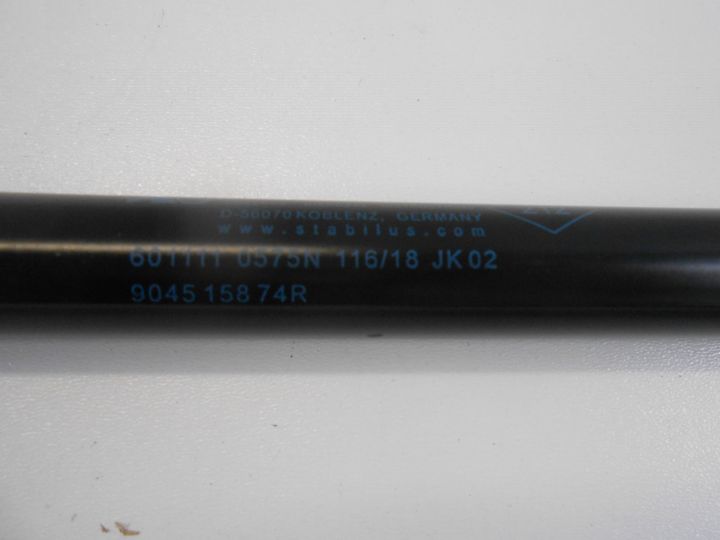 D-56070 KOBLENZ, GERMANY
www.stabilus.com
601111 0575N 116/18 JK02
9045 158 74R